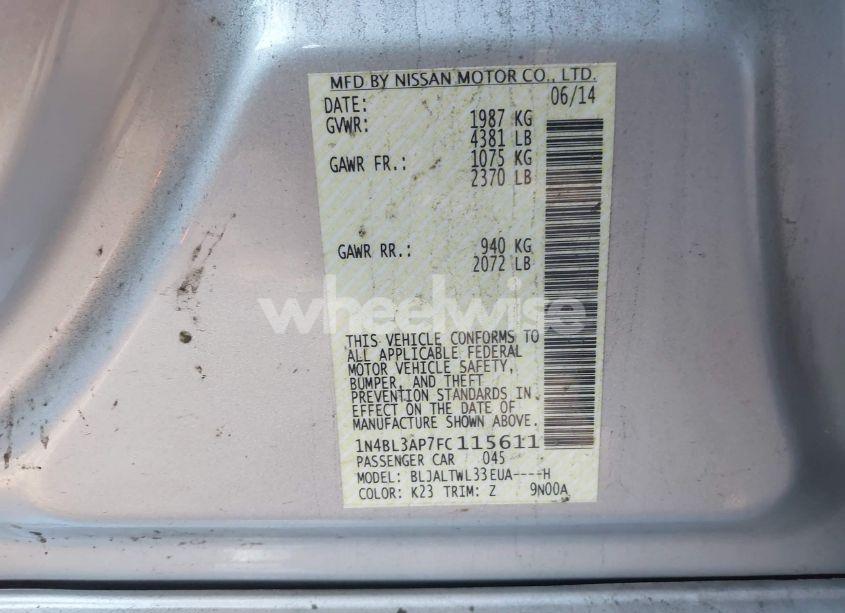 MFD BY NISSAN MOTOR CO., LTD.
DATE: 06/14
GVWR: 1987 KG
4381 LB
GAWR FR.: 1075 KG
2370 LB
GAWR RR.: 940 KG
2072 LB
wheelwise
THIS VEHICLE CONFORMS TO
ALL APPLICABLE FEDERAL
MOTOR VEHICLE SAFETY,
BUMPER, AND THEFT
PREVENTION STANDARDS IN
EFFECT ON THE DATE OF
MANUFACTURE SHOWN ABOVE.
1N4BL3AP7FC115611
PASSENGER CAR 045
MODEL: BLJALTWL33EUA----H
COLOR: K23 TRIM: Z 9N00A